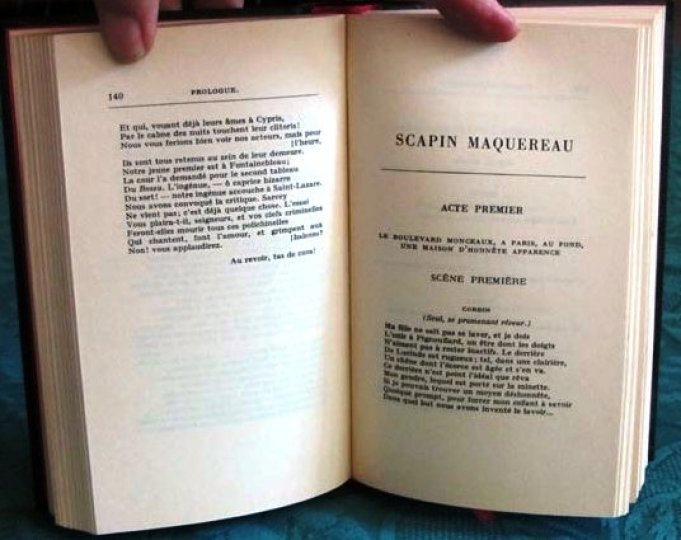 140
PROLOGUE.
Et qui, vouant déjà leurs âmes à Cypris,
Par le calme des nuits touchent leur clitoris!
Nous vous ferions bien voir nos acteurs, mais pour
[l'heure,
Ils sont tous retenus au sein de leur demeure.
Notre jeune premier est à Fontainebleau;
La cour l'a demandé pour le second tableau
Du L'ingénue, — ô caprice bizarre
Du sort! — notre ingénue accouche à Saint-Lazare.
Nous avons convoqué la critique. Sarcey
Ne vient pas; c'est déjà quelque chose. L'essai
Vous plaira-t-il, seigneurs, et vos clefs criminelles
Feront-elles mourir tous ces polichinelles
Qui chantent, font l'amour, et grimpent aux
Non! vous applaudirez.
Au revoir, tas de cons!
SCAPIN MAQUEREAU
ACTE PREMIER
LE BOULEVARD MONCEAUX, A PARIS, AU FOND,
UNE MAISON D'HONNÊTE APPARENCE
SCÈNE PREMIÈRE
CORBIN
(Seul, se promenant rêveur.)
Ma fille ne sait pas se laver, et je dois
L'unir à Pignouflard, un être dont les doigts
N'aiment pas à rester inactifs. Le derrière
De Lucinde est rugueux: tel, dans une clairière,
Un chêne dont l'écorce est âgée et s'en va.
Ce derrière n'est point l'idéal que rêva
Mon gendre, lequel est porté sur la minette.
Si je pouvais trouver un moyen déshonnête,
Quoique prompt, pour forcer mon enfant à savoir
Dans quel but nous avons inventé le lavoir...